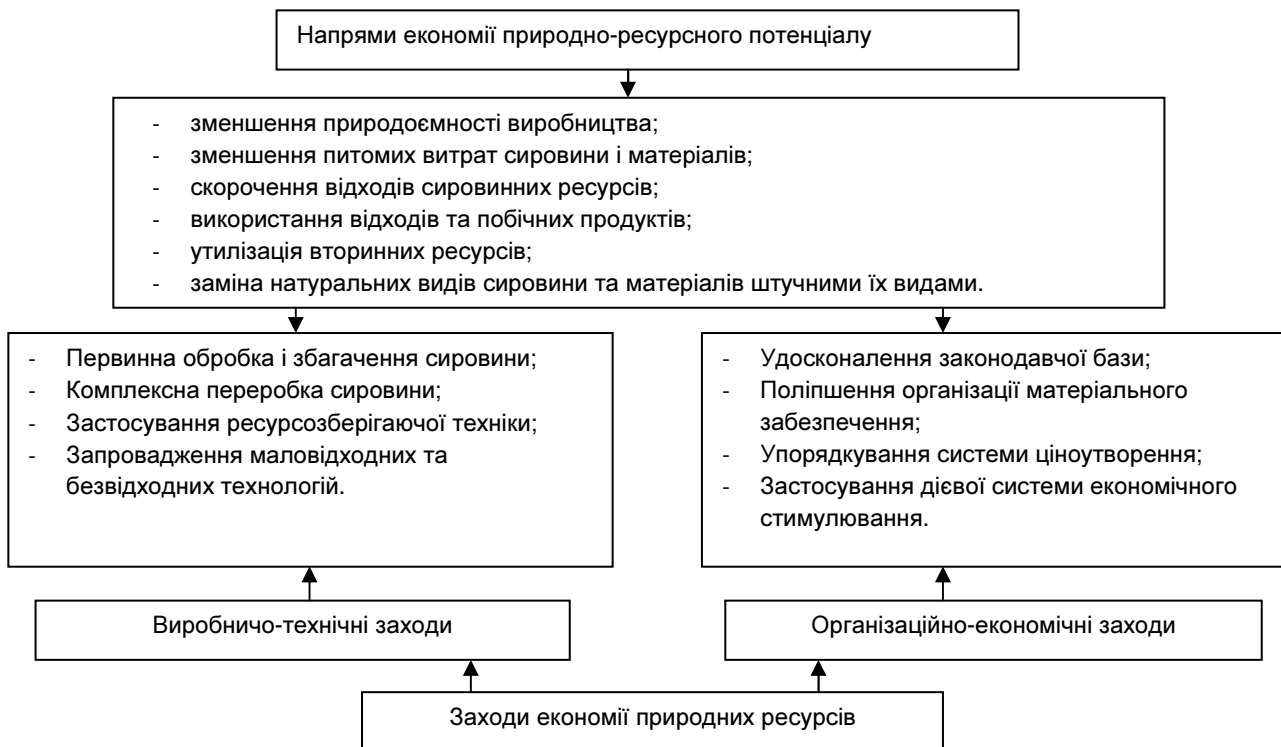 Напрями економії природно-ресурсного потенціалу
- зменшення природоємності виробництва;
- зменшення питомих витрат сировини і матеріалів;
- скорочення відходів сировинних ресурсів;
- використання відходів та побічних продуктів;
- утилізація вторинних ресурсів;
- заміна натуральних видів сировини та матеріалів штучними їх видами.
- Первинна обробка і збагачення сировини;
- Комплексна переробка сировини;
- Застосування ресурсозберігаючої техніки;
- Запровадження маловідходних та
безвідходних технологій.
- Удосконалення законодавчої бази;
- Поліпшення організації матеріального
забезпечення;
- Упорядкування системи ціноутворення;
- Застосування дієвої системи економічного
стимулювання.
Виробничо-технічні заходи
Організаційно-економічні заходи
Заходи економії природних ресурсів